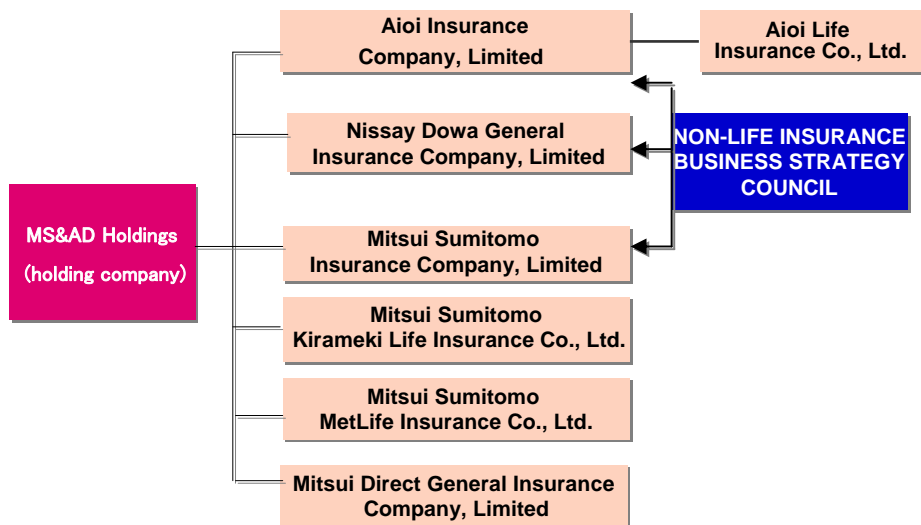 Aioi Insurance
Company, Limited
Aioi Life
Insurance Co., Ltd.
Nissay Dowa General
Insurance Company, Limited
NON-LIFE INSURANCE
BUSINESS STRATEGY
COUNCIL
MS&AD Holdings
(holding company)
Mitsui Sumitomo
Insurance Company, Limited
Mitsui Sumitomo
Kirameki Life Insurance Co., Ltd.
Mitsui Sumitomo
MetLife Insurance Co., Ltd.
Mitsui Direct General Insurance
Company, Limited